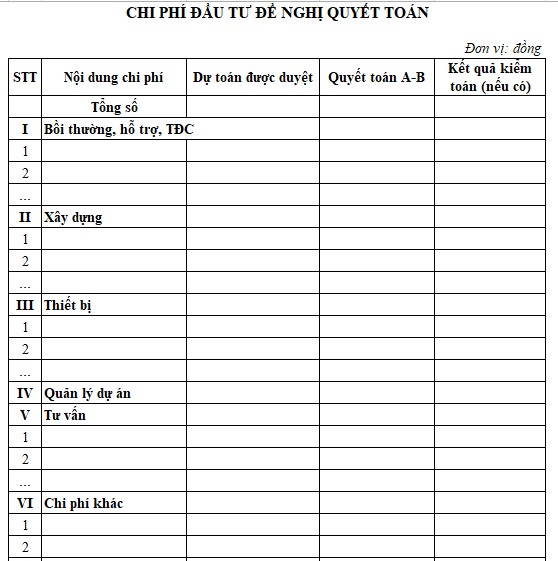 CHI PHÍ ĐẦU TƯ ĐỀ NGHỊ QUYẾT TOÁN
Đơn vị: đồng
STT Nội dung chi phí Dự toán được duyệt Quyết toán A-B Kết quã kiểm toán (nếu có)
Tổng số
I Bồi thường, hỗ trợ, TĐC
1
2
...
II Xây dựng
1
2
...
III Thiết bị
1
2
...
IV Quản lý dự án
V Tư vấn
1
2
...
VI Chi phí khác
1
2